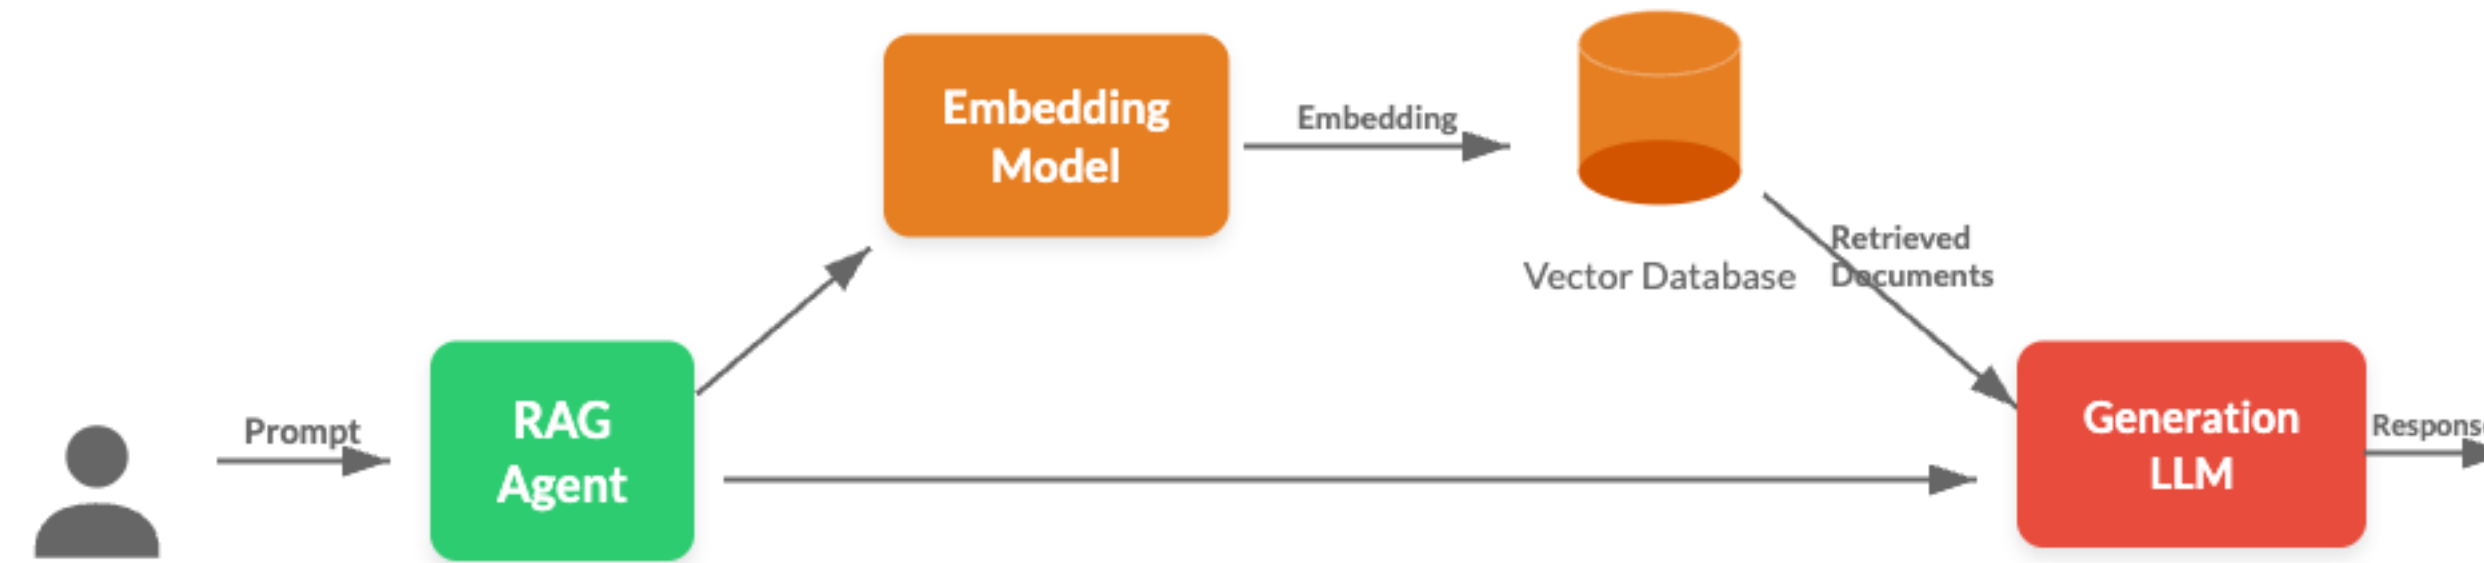 Embedding
Model
Embedding
Vector Database
Retrieved
Documents
Prompt
RAG
Agent
Generation
LLM